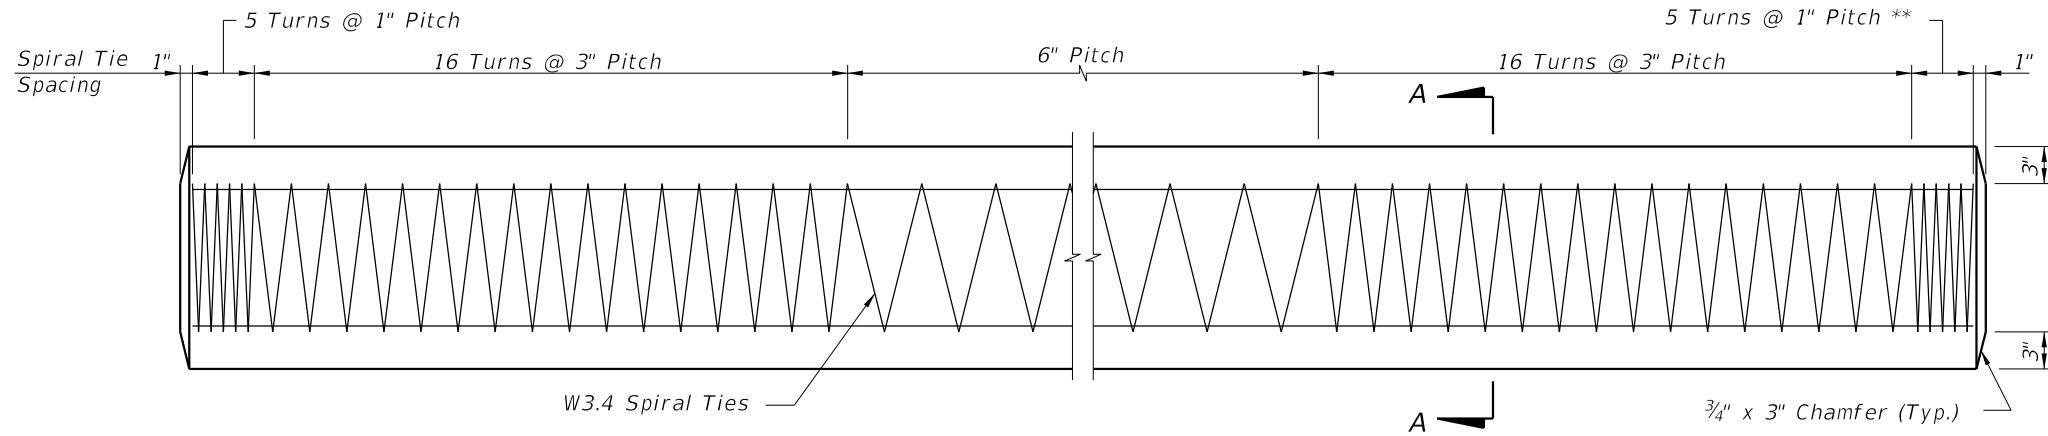 5 Turns @ 1" Pitch
5 Turns @ 1" Pitch **
Spiral Tie
Spacing
1"
16 Turns @ 3" Pitch
6" Pitch
16 Turns @ 3" Pitch
1"
A
3"
3"
W3.4 Spiral Ties
A
¾" x 3" Chamfer (Typ.)